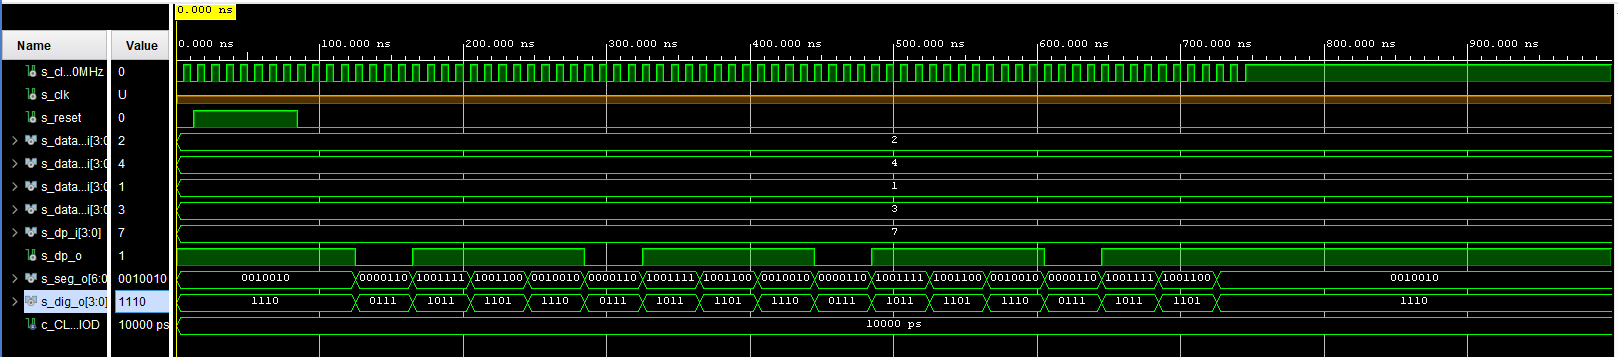 0.000 ns
Name Value 0.000 ns 100.000 ns 200.000 ns 300.000 ns 400.000 ns 500.000 ns 600.000 ns 700.000 ns 800.000 ns 900.000 ns
s_cl...0MHz 0
s_clk U
s_reset 0
s_data...i[3:0 2 2
s_data...i[3:0 4 4
s_data...i[3:0 1 1
s_data...i[3:0 3 3
s_dp_i[3:0] 7 7
s_dp_o 1
s_seg_o[6:0 0010010 0010010 0000110 1001111 1001100 0010010 0000110 1001111 1001100 0010010 0000110 1001111 1001100 0010010 0000110 1001111 1001100 0010010
s_dig_o[3:0] 1110 1110 0111 1011 1101 1110 0111 1011 1101 1110 0111 1011 1101 1110 0111 1011 1101 1110
c_CL...IOD 10000 ps 10000 ps